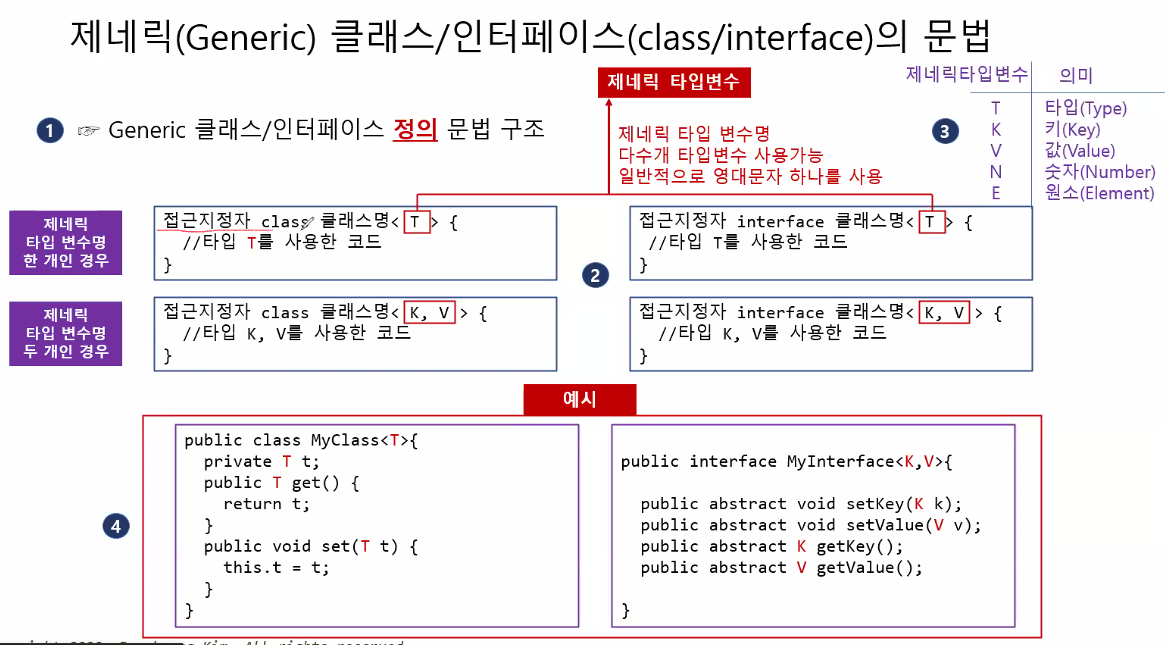 제네릭(Generic) 클래스/인터페이스(class/interface)의 문법
제네릭 타입변수
1 ☞ Generic 클래스/인터페이스 정의 문법 구조
제네릭 타입 변수명
다수개 타입변수 사용가능
일반적으로 영대문자 하나를 사용
3
제네릭타입변수 의미
T 타입(Type)
K 키(Key)
V 값(Value)
N 숫자(Number)
E 원소(Element)
제네릭
타입 변수명
한 개인 경우
접근지정자 class 클래스명< T > {
//타입 T를 사용한 코드
}
2
접근지정자 interface 클래스명< T > {
//타입 T를 사용한 코드
}
제네릭
타입 변수명
두 개인 경우
접근지정자 class 클래스명< K, V > {
//타입 K, V를 사용한 코드
}
접근지정자 interface 클래스명< K, V > {
//타입 K, V를 사용한 코드
}
예시
4
public class MyClass<T>{
private T t;
public T get() {
return t;
}
public void set(T t) {
this.t = t;
}
}
public interface MyInterface<K,V>{
public abstract void setKey(K k);
public abstract void setValue(V v);
public abstract K getKey();
public abstract V getValue();
}